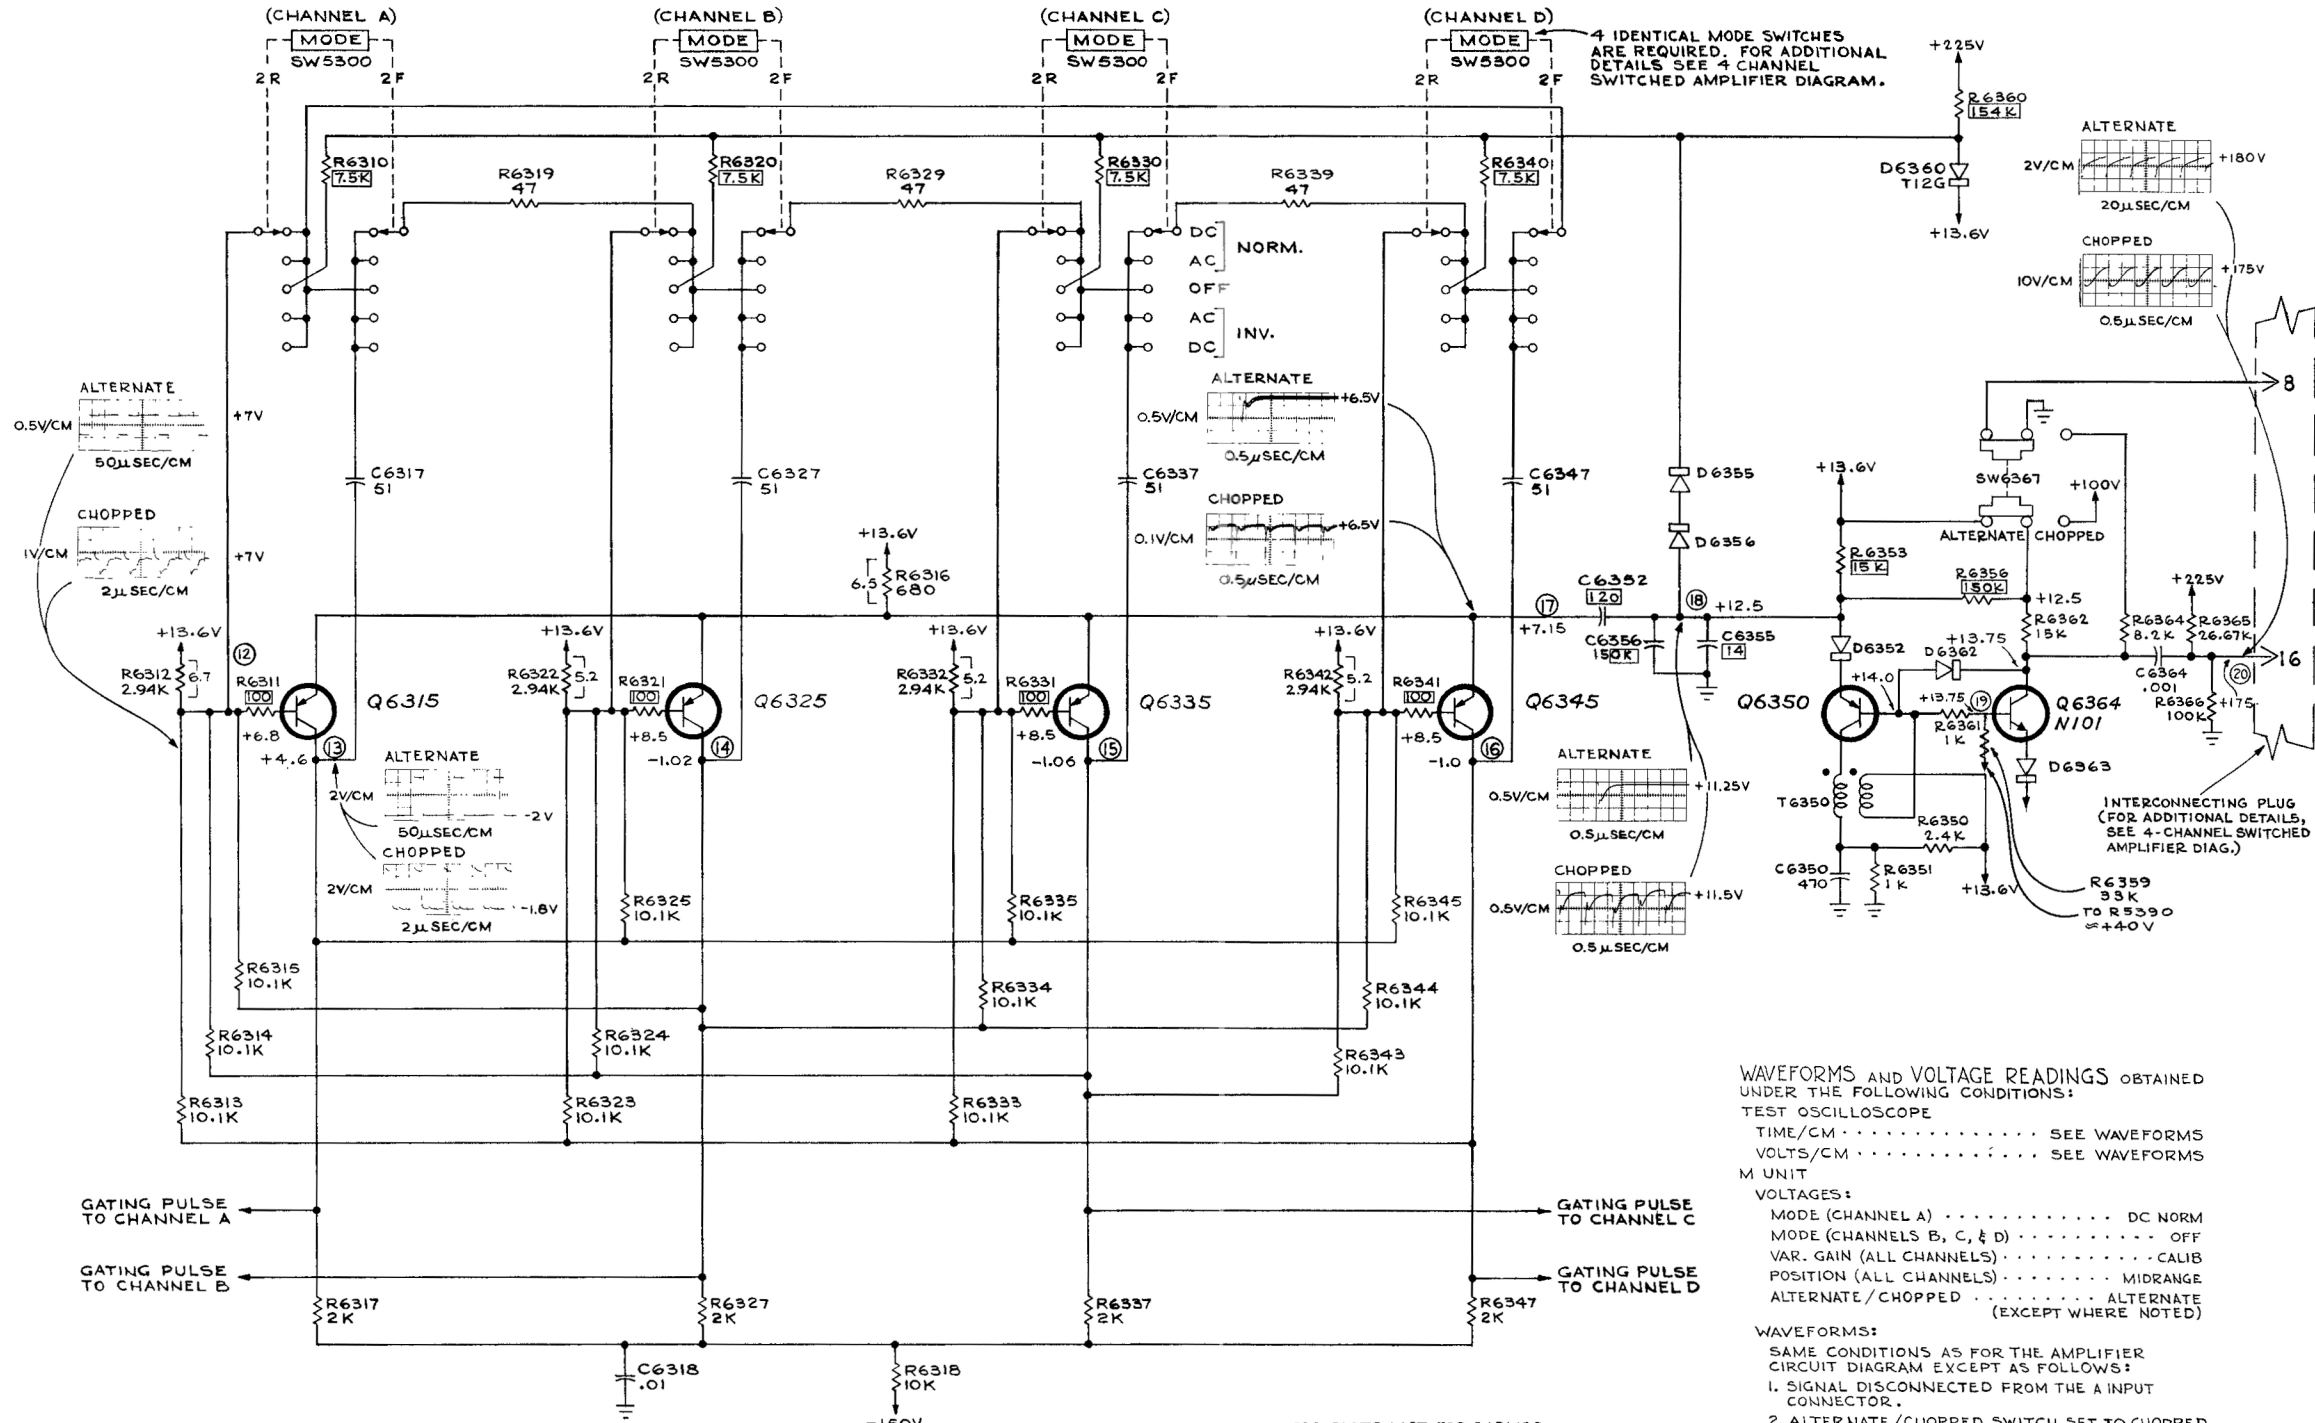 (CHANNEL A)
MODE
SW5300
2R
2F
(CHANNEL B)
MODE
SW5300
2R
2F
(CHANNEL C)
MODE
SW5300
2R
2F
(CHANNEL D)
MODE
SW5300
2R
2F
4 IDENTICAL MODE SWITCHES
ARE REQUIRED. FOR ADDITIONAL
DETAILS SEE 4 CHANNEL
SWITCHED AMPLIFIER DIAGRAM.
+225V
R6360
154K
D6360
T12G
+13.6V
ALTERNATE
2V/CM
+180V
20µSEC/CM
CHOPPED
10V/CM
+175V
0.5µSEC/CM
R6310
7.5K
R6319
47
R6320
7.5K
R6329
47
R6330
7.5K
R6339
47
R6340
7.5K
DC
AC
NORM.
OFF
AC
DC
INV.
ALTERNATE
0.5V/CM
+7V
50µSEC/CM
CHOPPED
1V/CM
+7V
2µSEC/CM
C6317
51
C6327
51
C6337
51
C6347
51
ALTERNATE
0.5V/CM
+6.5V
0.5µSEC/CM
CHOPPED
0.1V/CM
+6.5V
0.5µSEC/CM
+13.6V
6.5
R6316
680
D6355
D6356
8
+13.6V
SW6367
+100V
ALTERNATE
CHOPPED
R6353
15K
R6356
150K
+12.5
R6362
15K
+225V
R6364
8.2K
R6365
26.67K
16
C6364
.001
20
R6366
100K
+175
17
+7.15
C6352
120
18
+12.5
C6356
150K
C6355
14
D6352
+13.75
D6362
+14.0
+13.75
19
Q6350
R6361
1K
Q6364
N101
D6363
T6350
R6350
2.4K
C6350
470
R6351
1K
+13.6V
R6359
33K
TO R5390
≈+40V
INTERCONNECTING PLUG
(FOR ADDITIONAL DETAILS,
SEE 4-CHANNEL SWITCHED
AMPLIFIER DIAG.)
+13.6V
12
R6312
2.94K
6.7
R6311
100
Q6315
+6.8
+4.6
13
+13.6V
R6322
2.94K
5.2
R6321
100
Q6325
+8.5
-1.02
14
+13.6V
R6332
2.94K
5.2
R6331
100
Q6335
+8.5
-1.06
15
+13.6V
R6342
2.94K
5.2
R6341
100
Q6345
+8.5
-1.0
16
ALTERNATE
2V/CM
-2V
50µSEC/CM
CHOPPED
2V/CM
-1.8V
2µSEC/CM
ALTERNATE
0.5V/CM
+11.25V
0.5µSEC/CM
CHOPPED
0.5V/CM
+11.5V
0.5µSEC/CM
R6325
10.1K
R6335
10.1K
R6345
10.1K
R6315
10.1K
R6334
10.1K
R6344
10.1K
R6314
10.1K
R6324
10.1K
R6343
10.1K
R6313
10.1K
R6323
10.1K
R6333
10.1K
GATING PULSE
TO CHANNEL A
GATING PULSE
TO CHANNEL B
GATING PULSE
TO CHANNEL C
GATING PULSE
TO CHANNEL D
R6317
2K
R6327
2K
R6337
2K
R6347
2K
C6318
.01
R6318
10K
-150V
WAVEFORMS AND VOLTAGE READINGS OBTAINED
UNDER THE FOLLOWING CONDITIONS:
TEST OSCILLOSCOPE
TIME/CM . . . . . . . . . . . . . SEE WAVEFORMS
VOLTS/CM . . . . . . . . . . . . SEE WAVEFORMS
M UNIT
VOLTAGES:
MODE (CHANNEL A) . . . . . . . . . . . . DC NORM
MODE (CHANNELS B, C, & D) . . . . . . . . . . OFF
VAR. GAIN (ALL CHANNELS) . . . . . . . . . . CALIB
POSITION (ALL CHANNELS) . . . . . . . . MIDRANGE
ALTERNATE/CHOPPED . . . . . . . . . ALTERNATE
(EXCEPT WHERE NOTED)
WAVEFORMS:
SAME CONDITIONS AS FOR THE AMPLIFIER
CIRCUIT DIAGRAM EXCEPT AS FOLLOWS:
1. SIGNAL DISCONNECTED FROM THE A INPUT
CONNECTOR.
2. ALTERNATE/CHOPPED SWITCH SET TO CHOPPED